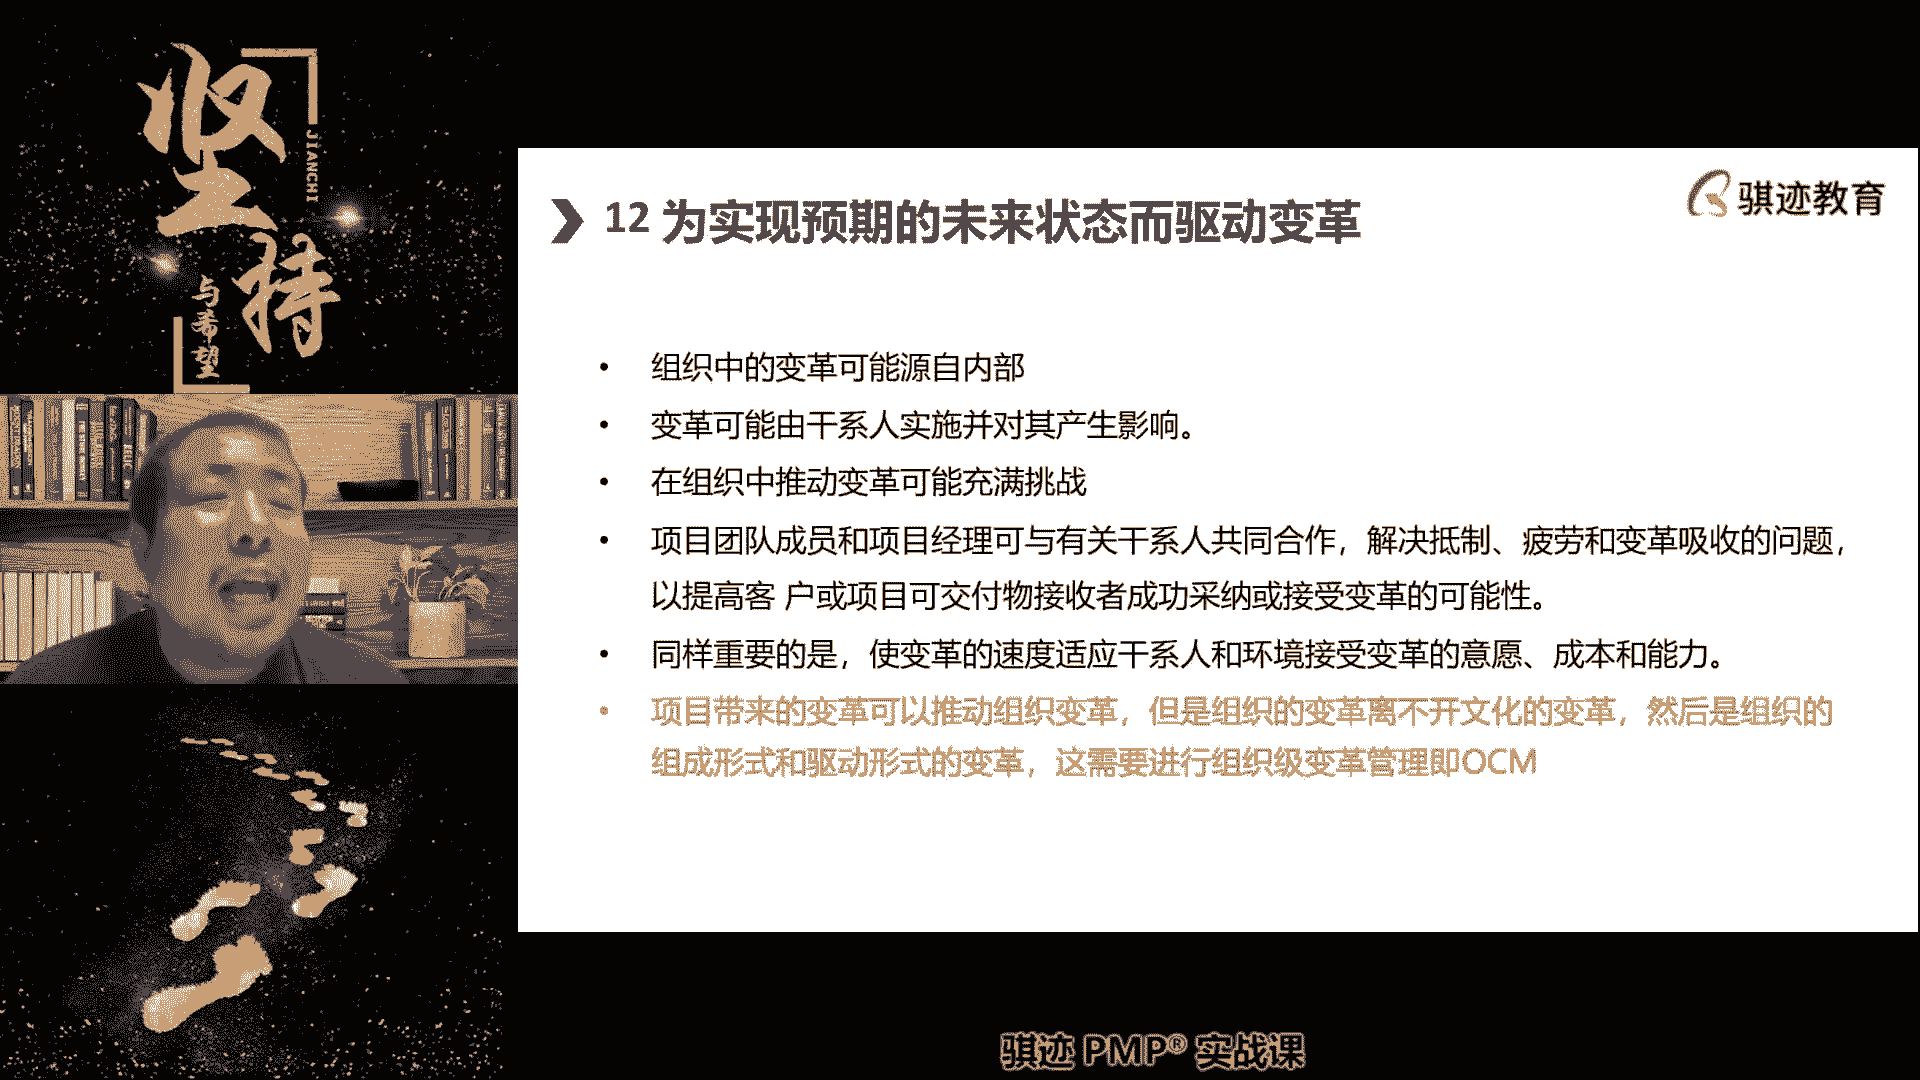 坚持
JIANCHI
与希望
骐迹教育
12 为实现预期的未来状态而驱动变革
• 组织中的变革可能源自内部
• 变革可能由干系人实施并对其产生影响。
• 在组织中推动变革可能充满挑战
• 项目团队成员和项目经理可与有关干系人共同合作，解决抵制、疲劳和变革吸收的问题，
以提高客 户或项目可交付物接收者成功采纳或接受变革的可能性。
• 同样重要的是，使变革的速度适应干系人和环境接受变革的意愿、成本和能力。
• 项目带来的变革可以推动组织变革，但是组织的变革离不开文化的变革，然后是组织的
组成形式和驱动形式的变革，这需要进行组织级变革管理即OCM
骐迹 PMP® 实战课